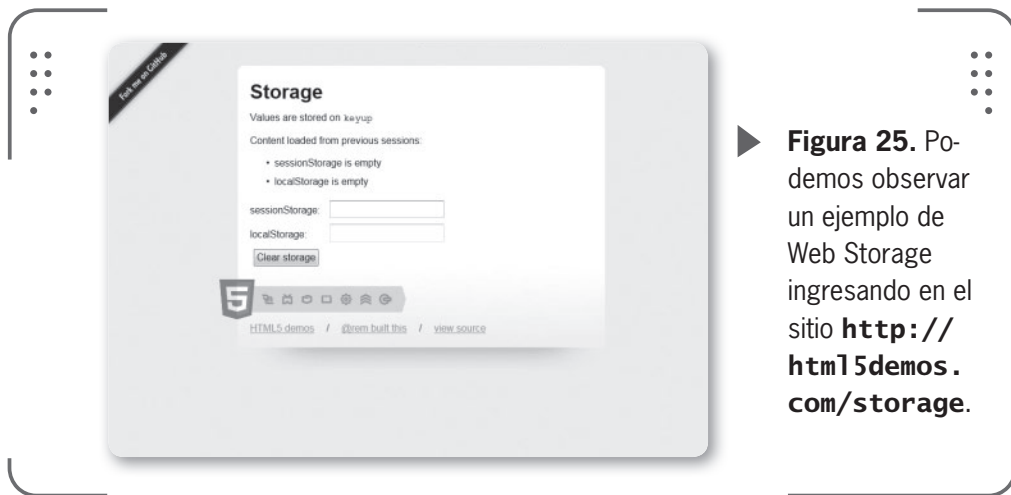 Fork me on GitHub
Storage
Values are stored on keyup
Content loaded from previous sessions:
• sessionStorage is empty
• localStorage is empty
sessionStorage:
localStorage:
Clear storage
5
HTML5 demos / @rem built this / view source
Figura 25. Po-
demos observar
un ejemplo de
Web Storage
ingresando en el
sitio http://
html5demos.
com/storage.